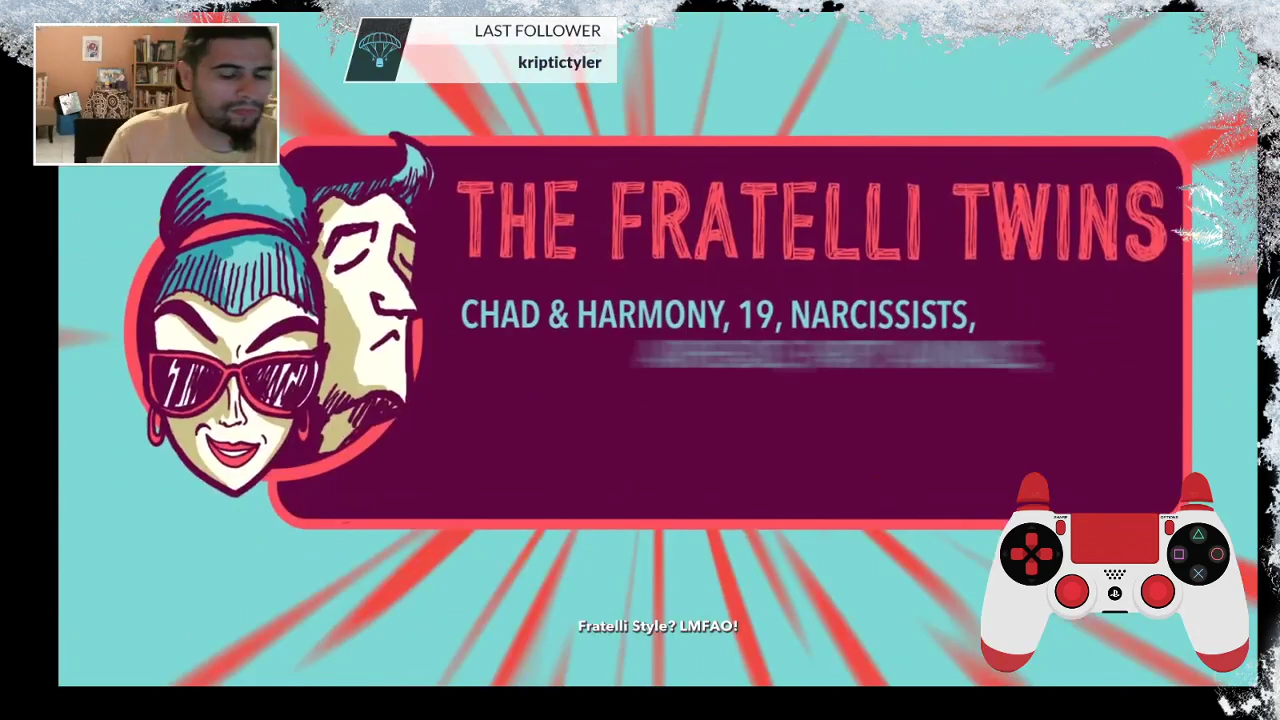 LAST FOLLOWER
kriptictyler
THE FRATELLI TWINS
CHAD & HARMONY, 19, NARCISSISTS,
Fratelli Style? LMFAO!